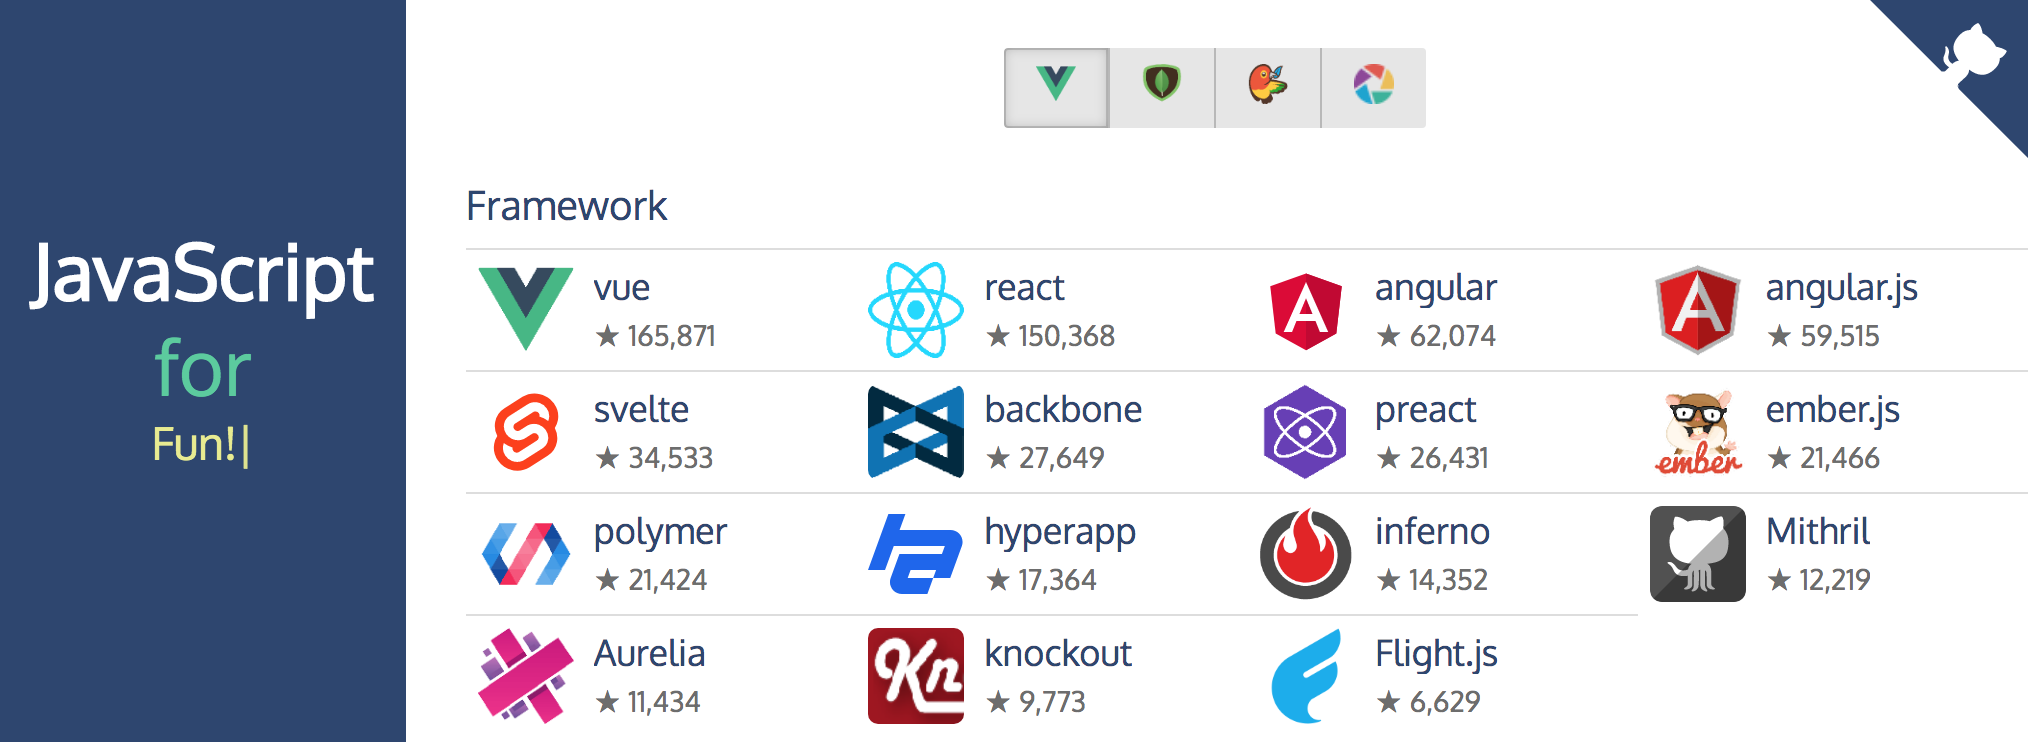 JavaScript
for
Fun!|
Framework
vue
★ 165,871
react
★ 150,368
angular
★ 62,074
angular.js
★ 59,515
svelte
★ 34,533
backbone
★ 27,649
preact
★ 26,431
ember.js
★ 21,466
ember
polymer
★ 21,424
hyperapp
★ 17,364
inferno
★ 14,352
Mithril
★ 12,219
Aurelia
★ 11,434
Kn
knockout
★ 9,773
Flight.js
★ 6,629